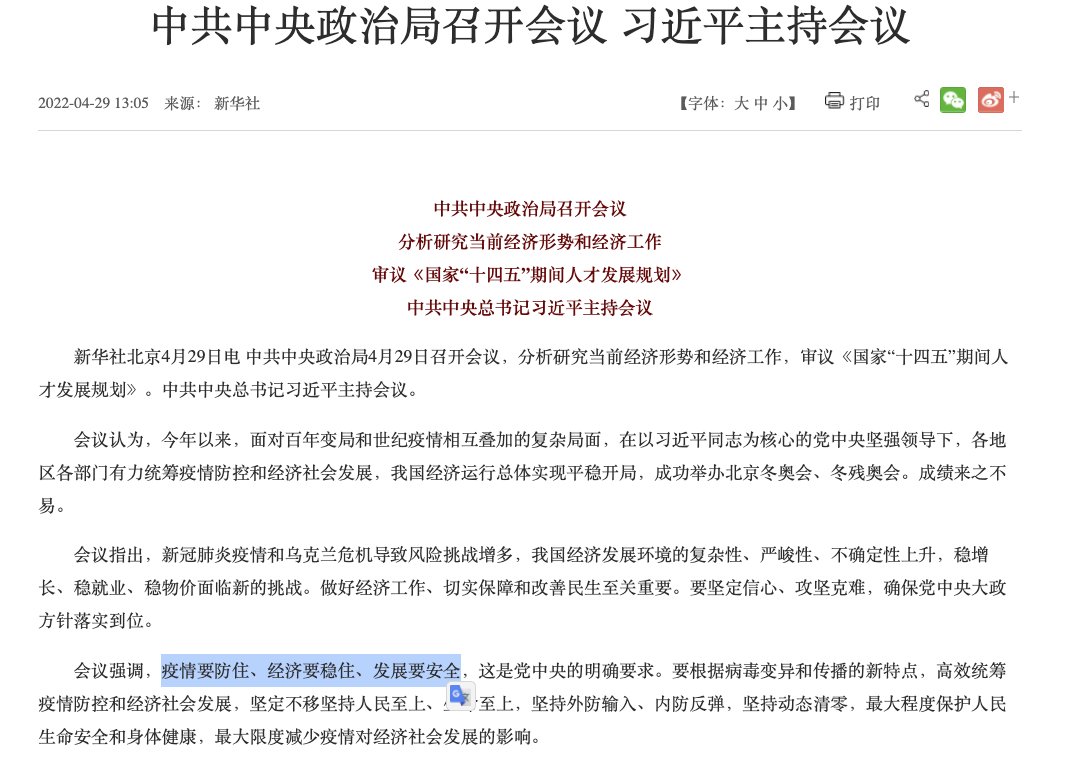 中共中央政治局召开会议 习近平主持会议
2022-04-29 13:05 来源： 新华社 【字体：大 中 小】 打印
中共中央政治局召开会议
分析研究当前经济形势和经济工作
审议《国家“十四五”期间人才发展规划》
中共中央总书记习近平主持会议
新华社北京4月29日电 中共中央政治局4月29日召开会议，分析研究当前经济形势和经济工作，审议《国家“十四五”期间人
才发展规划》。中共中央总书记习近平主持会议。
会议认为，今年以来，面对百年变局和世纪疫情相互叠加的复杂局面，在以习近平同志为核心的党中央坚强领导下，各地
区各部门有力统筹疫情防控和经济社会发展，我国经济运行总体实现平稳开局，成功举办北京冬奥会、冬残奥会。成绩来之不
易。
会议指出，新冠肺炎疫情和乌克兰危机导致风险挑战增多，我国经济发展环境的复杂性、严峻性、不确定性上升，稳增
长、稳就业、稳物价面临新的挑战。做好经济工作、切实保障和改善民生至关重要。要坚定信心、攻坚克难，确保党中央大政
方针落实到位。
会议强调，疫情要防住、经济要稳住、发展要安全，这是党中央的明确要求。要根据病毒变异和传播的新特点，高效统筹
疫情防控和经济社会发展，坚定不移坚持人民至上、至上，坚持外防输入、内防反弹，坚持动态清零，最大程度保护人民
生命安全和身体健康，最大限度减少疫情对经济社会发展的影响。